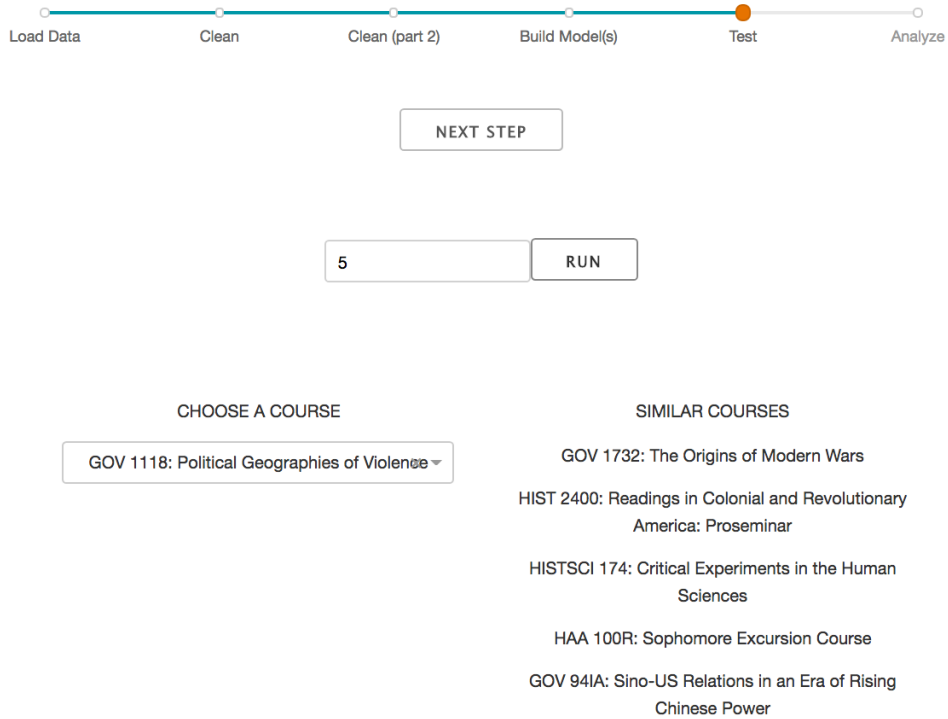 Load Data
Clean
Clean (part 2)
Build Model(s)
Test
Analyze
NEXT STEP
5
RUN
CHOOSE A COURSE
GOV 1118: Political Geographies of Violence
SIMILAR COURSES
GOV 1732: The Origins of Modern Wars
HIST 2400: Readings in Colonial and Revolutionary
America: Proseminar
HISTSCI 174: Critical Experiments in the Human
Sciences
HAA 100R: Sophomore Excursion Course
GOV 94IA: Sino-US Relations in an Era of Rising
Chinese Power